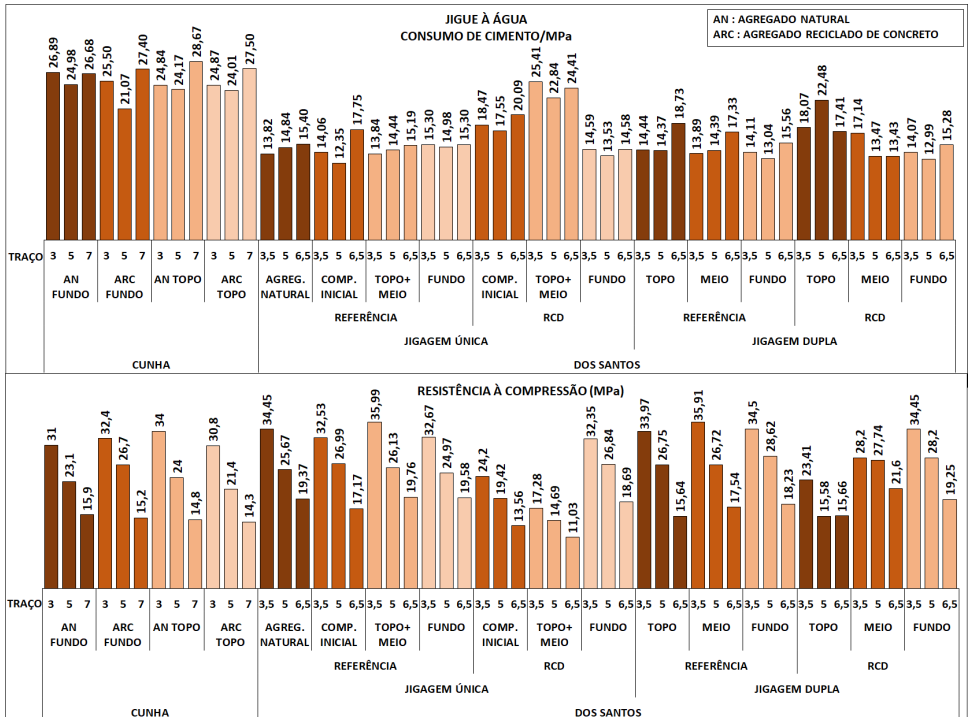 JIGUE À ÁGUA
CONSUMO DE CIMENTO/MPa
AN : AGREGADO NATURAL
ARC : AGREGADO RECICLADO DE CONCRETO
26,89 24,98 26,68 25,50 21,07 27,40 24,84 24,17 28,67 24,87 24,01 27,50 13,82 14,84 15,40 14,06 12,35 17,75 13,84 14,44 15,19 15,30 14,98 15,30 18,47 17,55 20,09 25,41 22,84 24,41 14,59 13,53 14,58 14,44 14,37 18,73 13,89 14,39 17,33 14,11 13,04 15,56 18,07 22,48 17,41 17,14 13,47 13,43 14,07 12,99 15,28
TRAÇO 3 5 7 3 5 7 3 5 7 3 5 7 3,5 5 6,5 3,5 5 6,5 3,5 5 6,5 3,5 5 6,5 3,5 5 6,5 3,5 5 6,5 3,5 5 6,5 3,5 5 6,5 3,5 5 6,5 3,5 5 6,5 3,5 5 6,5 3,5 5 6,5 3,5 5 6,5
AN ARC AN TOPO ARC AGREG. COMP. TOPO+ FUNDO COMP. TOPO+ FUNDO TOPO MEIO FUNDO TOPO MEIO FUNDO
FUNDO FUNDO TOPO NATURAL INICIAL MEIO INICIAL MEIO
REFERÊNCIA RCD REFERÊNCIA RCD
JIGAGEM ÚNICA JIGAGEM DUPLA
CUNHA DOS SANTOS
RESISTÊNCIA À COMPRESSÃO (MPa)
31 23,1 15,9 32,4 26,7 15,2 34 24 14,8 30,8 21,4 14,3 34,45 25,67 19,37 32,53 26,99 17,17 35,99 26,13 19,76 32,67 24,97 19,58 24,2 19,42 13,56 17,28 14,69 11,03 32,35 26,84 18,69 33,97 26,75 15,64 35,91 26,72 17,54 34,5 28,62 18,23 23,41 15,58 15,66 28,2 27,74 21,6 34,45 28,2 19,25
TRAÇO 3 5 7 3 5 7 3 5 7 3 5 7 3,5 5 6,5 3,5 5 6,5 3,5 5 6,5 3,5 5 6,5 3,5 5 6,5 3,5 5 6,5 3,5 5 6,5 3,5 5 6,5 3,5 5 6,5 3,5 5 6,5 3,5 5 6,5 3,5 5 6,5 3,5 5 6,5
AN ARC AN TOPO ARC AGREG. COMP. TOPO+ FUNDO COMP. TOPO+ FUNDO TOPO MEIO FUNDO TOPO MEIO FUNDO
FUNDO FUNDO TOPO NATURAL INICIAL MEIO INICIAL MEIO
REFERÊNCIA RCD REFERÊNCIA RCD
JIGAGEM ÚNICA JIGAGEM DUPLA
CUNHA DOS SANTOS